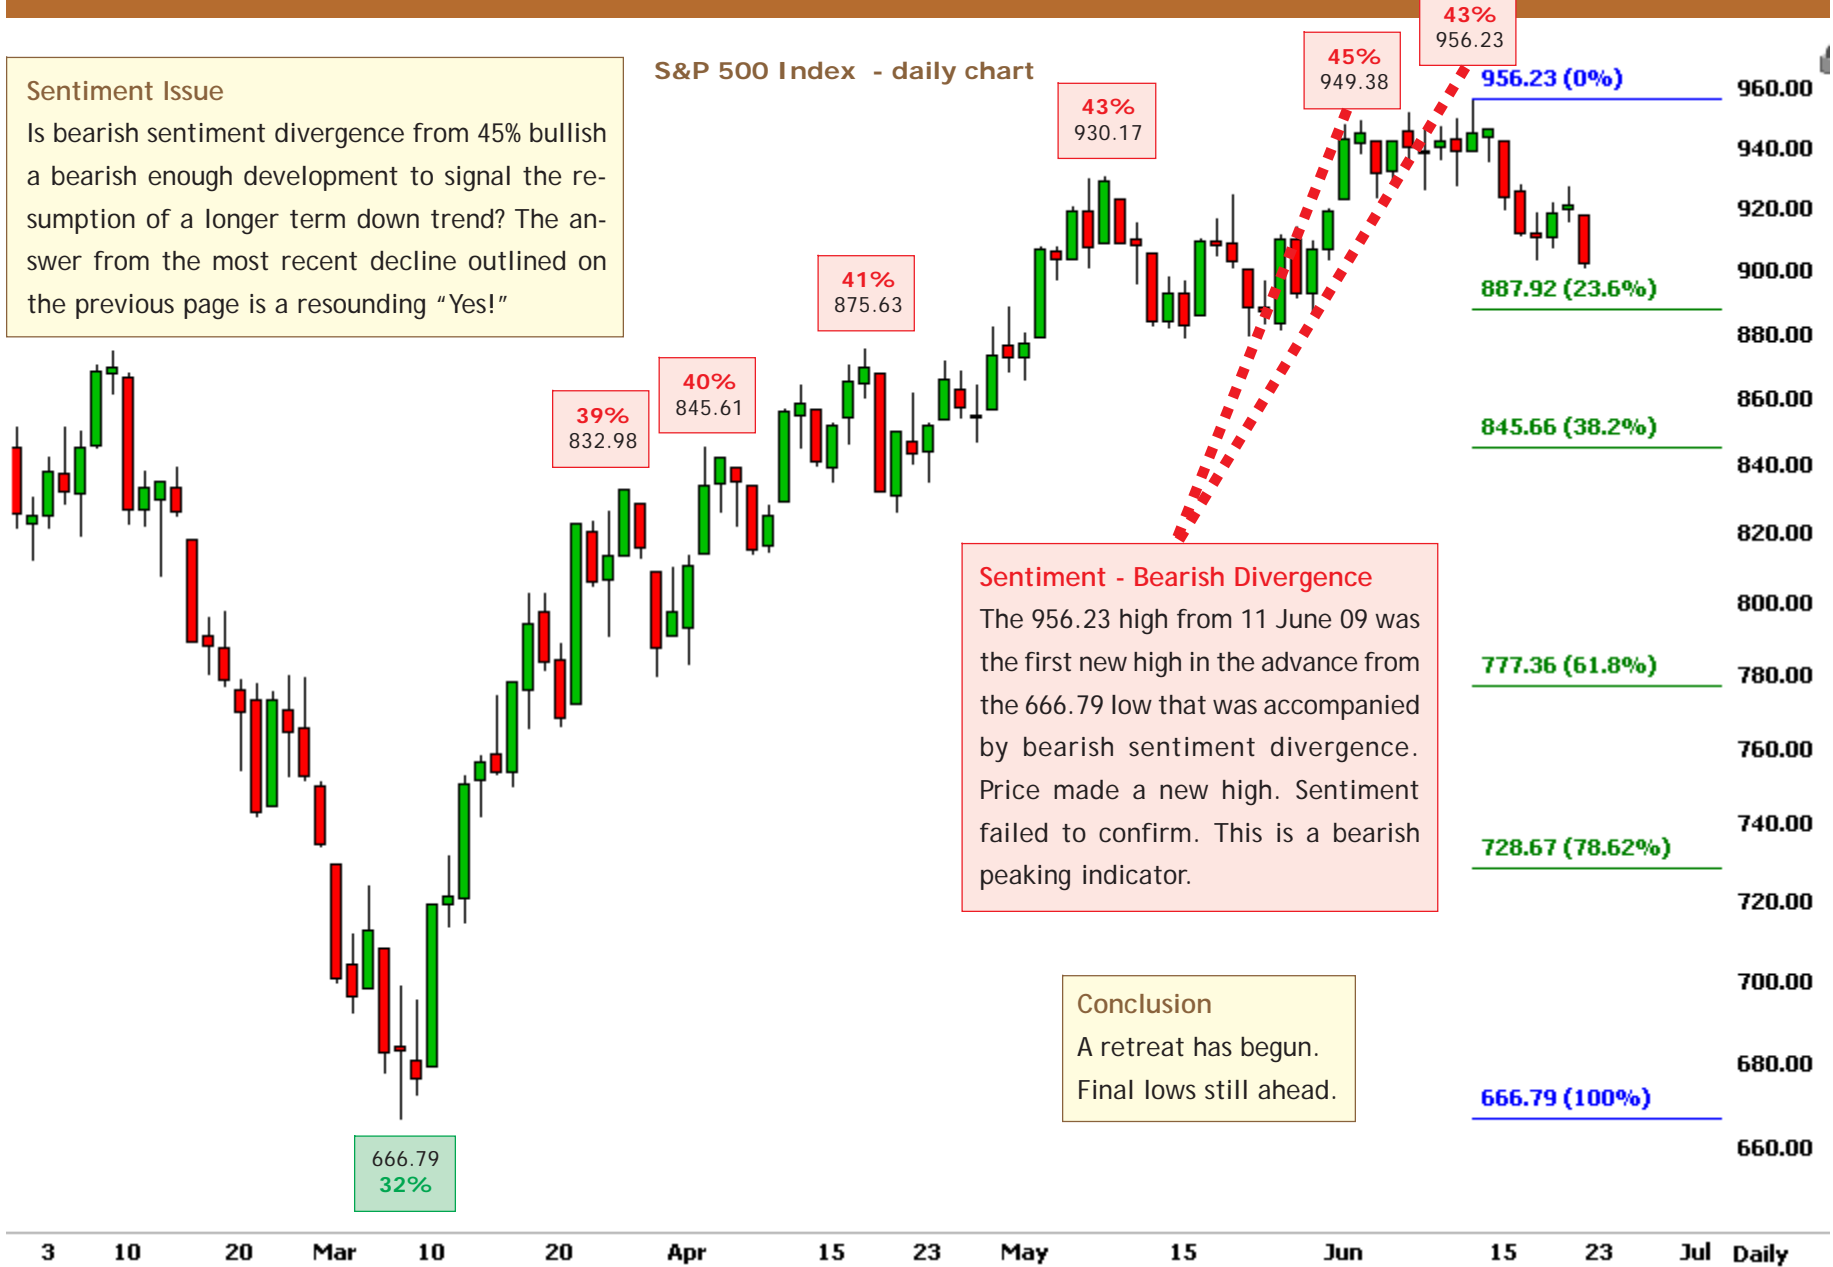 S&P 500 Index - daily chart
Sentiment Issue
Is bearish sentiment divergence from 45% bullish
a bearish enough development to signal the re-
sumption of a longer term down trend? The an-
swer from the most recent decline outlined on
the previous page is a resounding “Yes!”
39%
832.98
40%
845.61
41%
875.63
43%
930.17
45%
949.38
43%
956.23
666.79
32%
Sentiment - Bearish Divergence
The 956.23 high from 11 June 09 was
the first new high in the advance from
the 666.79 low that was accompanied
by bearish sentiment divergence.
Price made a new high. Sentiment
failed to confirm. This is a bearish
peaking indicator.
Conclusion
A retreat has begun.
Final lows still ahead.
956.23 (0%)
887.92 (23.6%)
845.66 (38.2%)
777.36 (61.8%)
728.67 (78.62%)
666.79 (100%)
960.00
940.00
920.00
900.00
880.00
860.00
840.00
820.00
800.00
780.00
760.00
740.00
720.00
700.00
680.00
660.00
3 10 20 Mar 10 20 Apr 15 23 May 15 Jun 15 23 Jul Daily